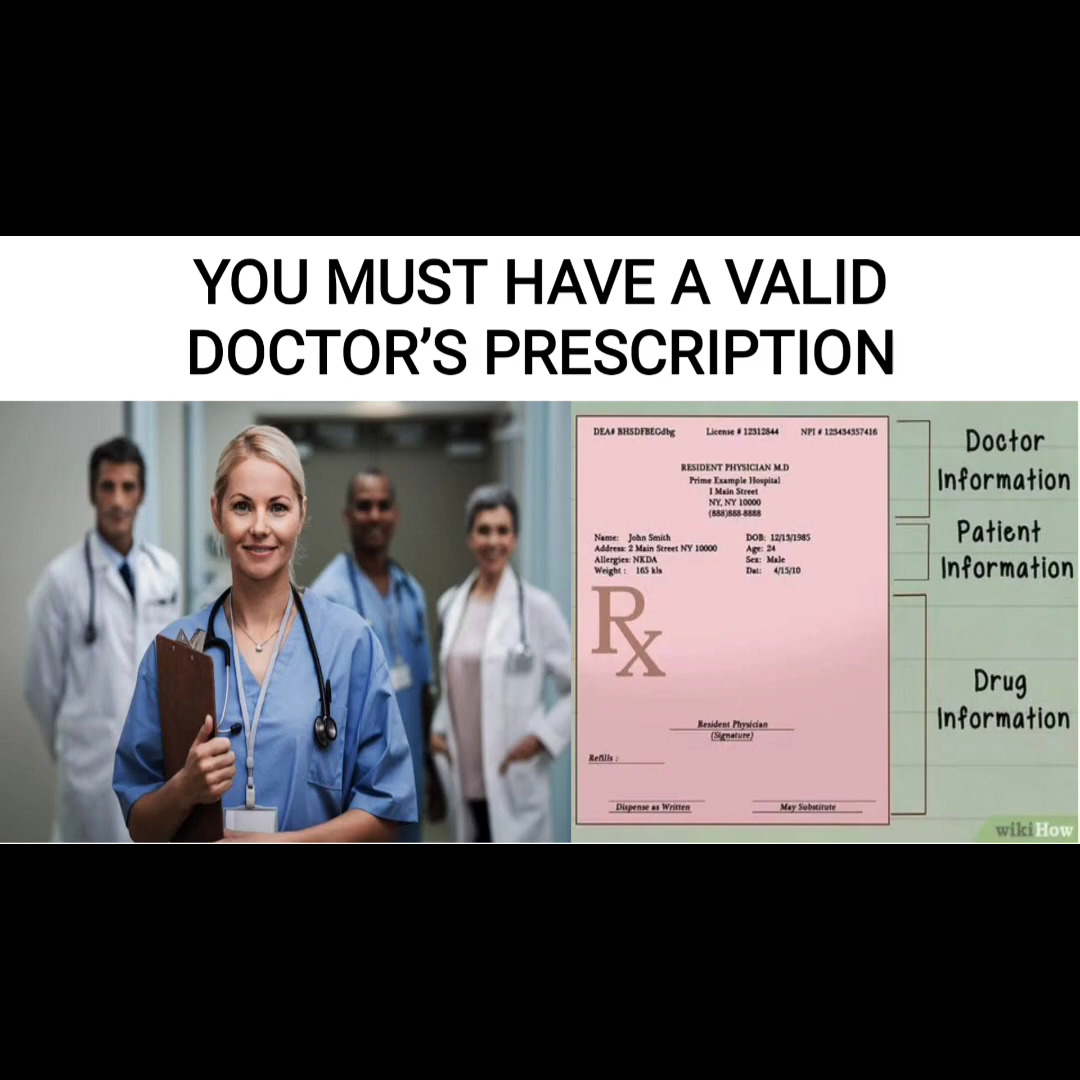 YOU MUST HAVE A VALID
DOCTOR’S PRESCRIPTION
DEA# BHSDFBEGdbg License # 12312844 NPI # 123434357416
RESIDENT PHYSICIAN M.D
Prime Example Hospital
1 Main Street
NY, NY 10000
(888)888-8888
Name: John Smith DOB: 12/13/1985
Address: 2 Main Street NY 10000 Age: 24
Allergies: NKDA Sex: Male
Weight : 165 kls Dat: 4/15/10
Rx
Resident Physician
(Signature)
Refills :
Dispense as Written May Substitute
Doctor
Information
Patient
Information
Drug
Information
wikiHow